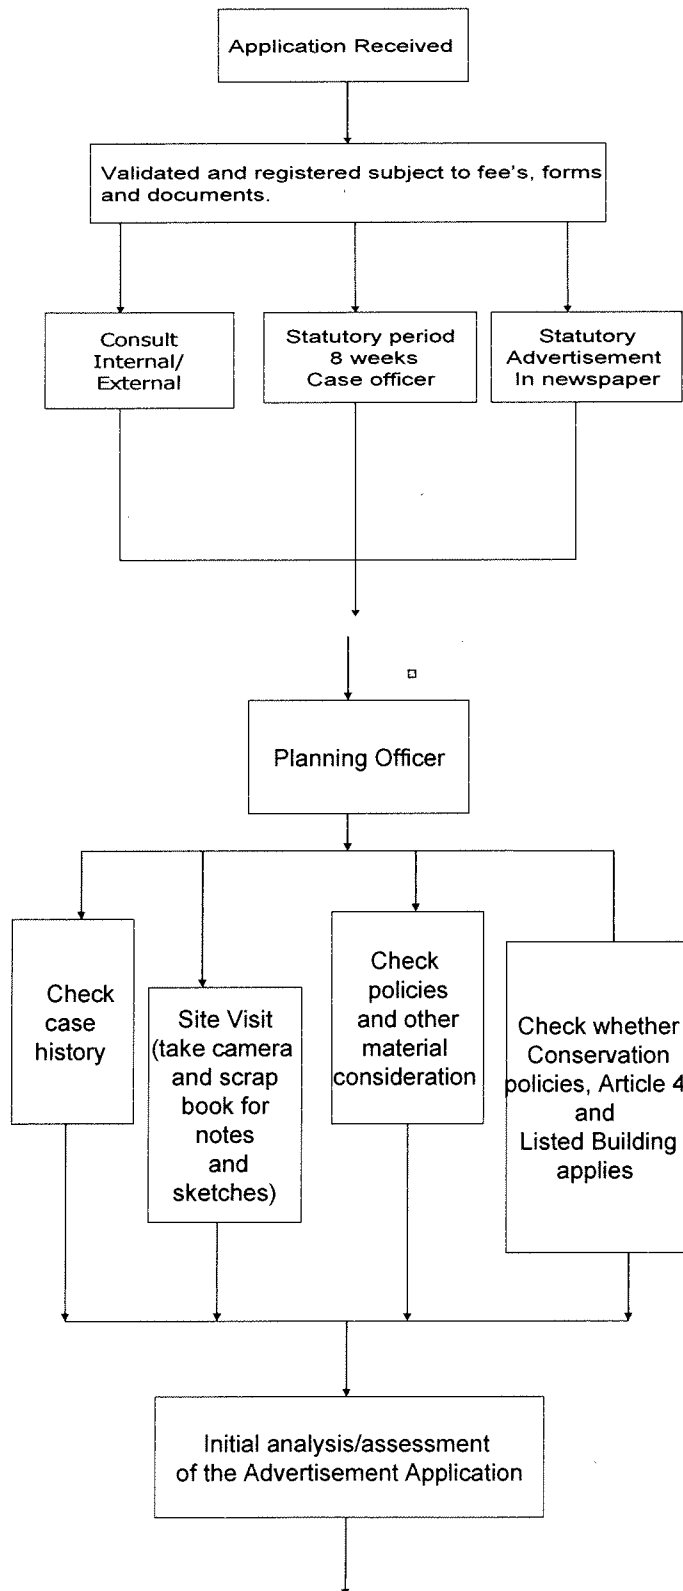 Application Received
Validated and registered subject to fee's, forms
and documents.
Consult
Internal/
External
Statutory period
8 weeks
Case officer
Statutory
Advertisement
In newspaper
Planning Officer
Check
case
history
Site Visit
(take camera
and scrap
book for
notes
and
sketches)
Check
policies
and other
material
consideration
Check whether
Conservation
policies, Article 4
and
Listed Building
applies
Initial analysis/assessment
of the Advertisement Application